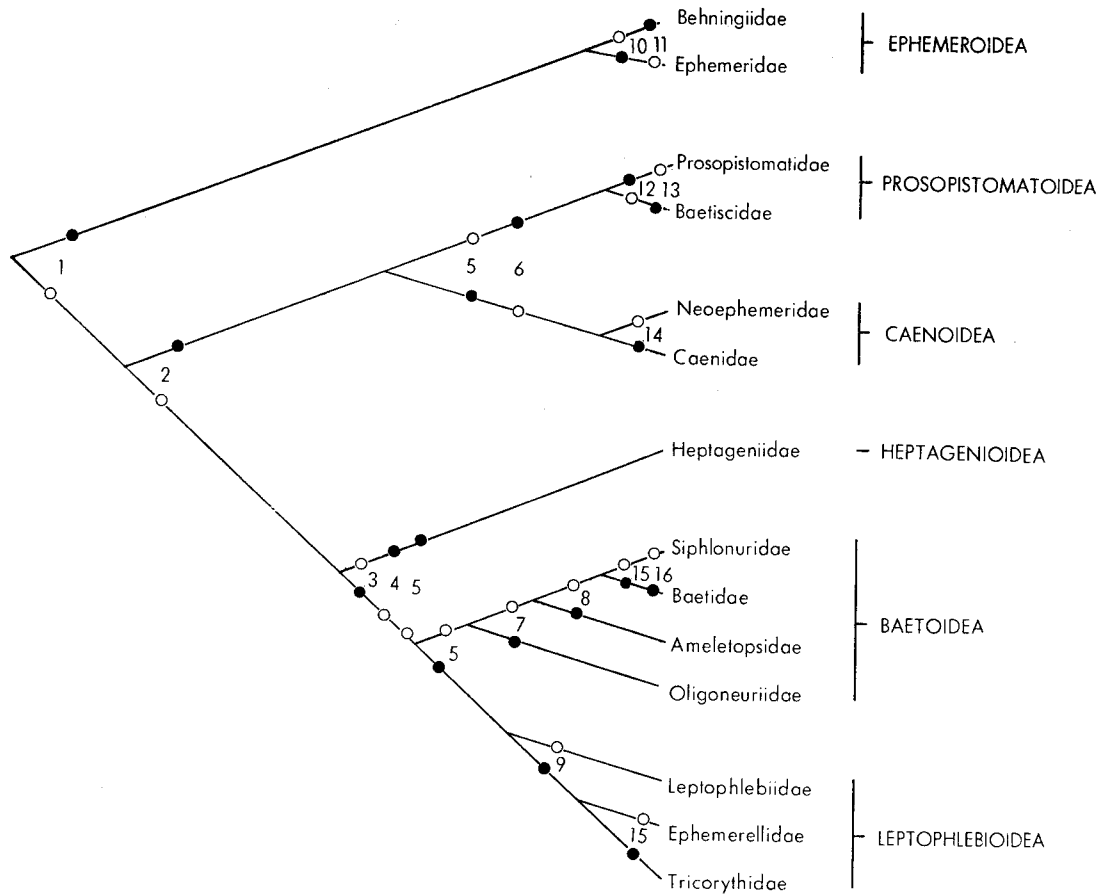 Behningiidae
10 11
EPHEMEROIDEA
Ephemeridae
Prosopistomatidae
12 13
PROSOPISTOMATOIDEA
Baetiscidae
1
5 6
Neoephemeridae
14
CAENOIDEA
Caenidae
2
Heptageniidae
HEPTAGENIOIDEA
Siphlonuridae
3 4 5
15 16
8
Baetidae
7
BAETOIDEA
Ameletopsidae
5
Oligoneuriidae
9
Leptophlebiidae
Ephemerellidae
15
LEPTOPHLEBIOIDEA
Tricorythidae